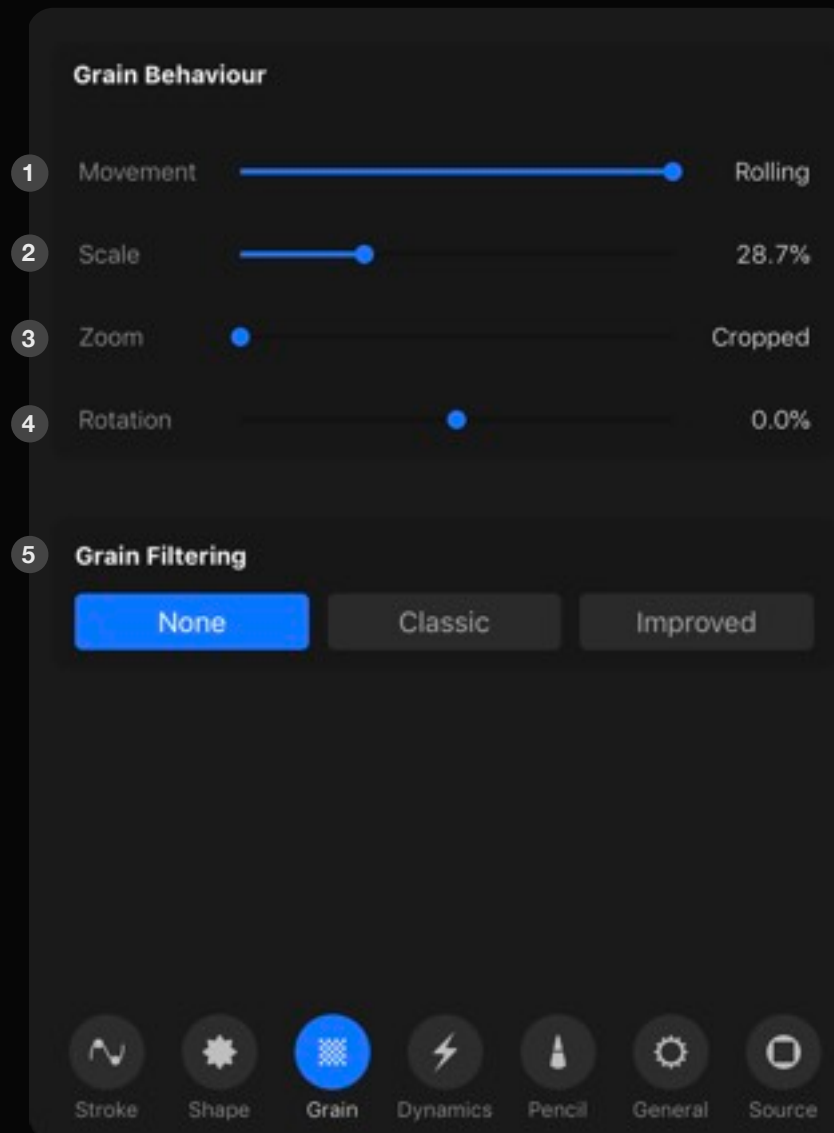 Grain Behaviour
1 Movement Rolling
2 Scale 28.7%
3 Zoom Cropped
4 Rotation 0.0%
5 Grain Filtering
None Classic Improved
Stroke Shape Grain Dynamics Pencil General Source